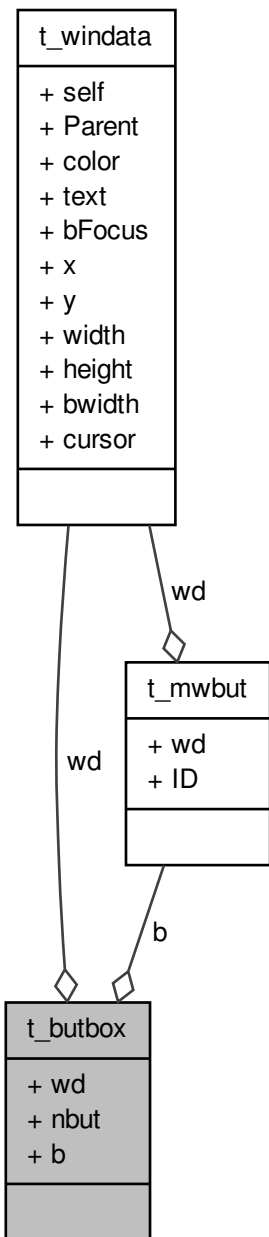 t_windata
+ self
+ Parent
+ color
+ text
+ bFocus
+ x
+ y
+ width
+ height
+ bwidth
+ cursor
wd
t_mwbut
+ wd
+ ID
wd
b
t_butbox
+ wd
+ nbut
+ b